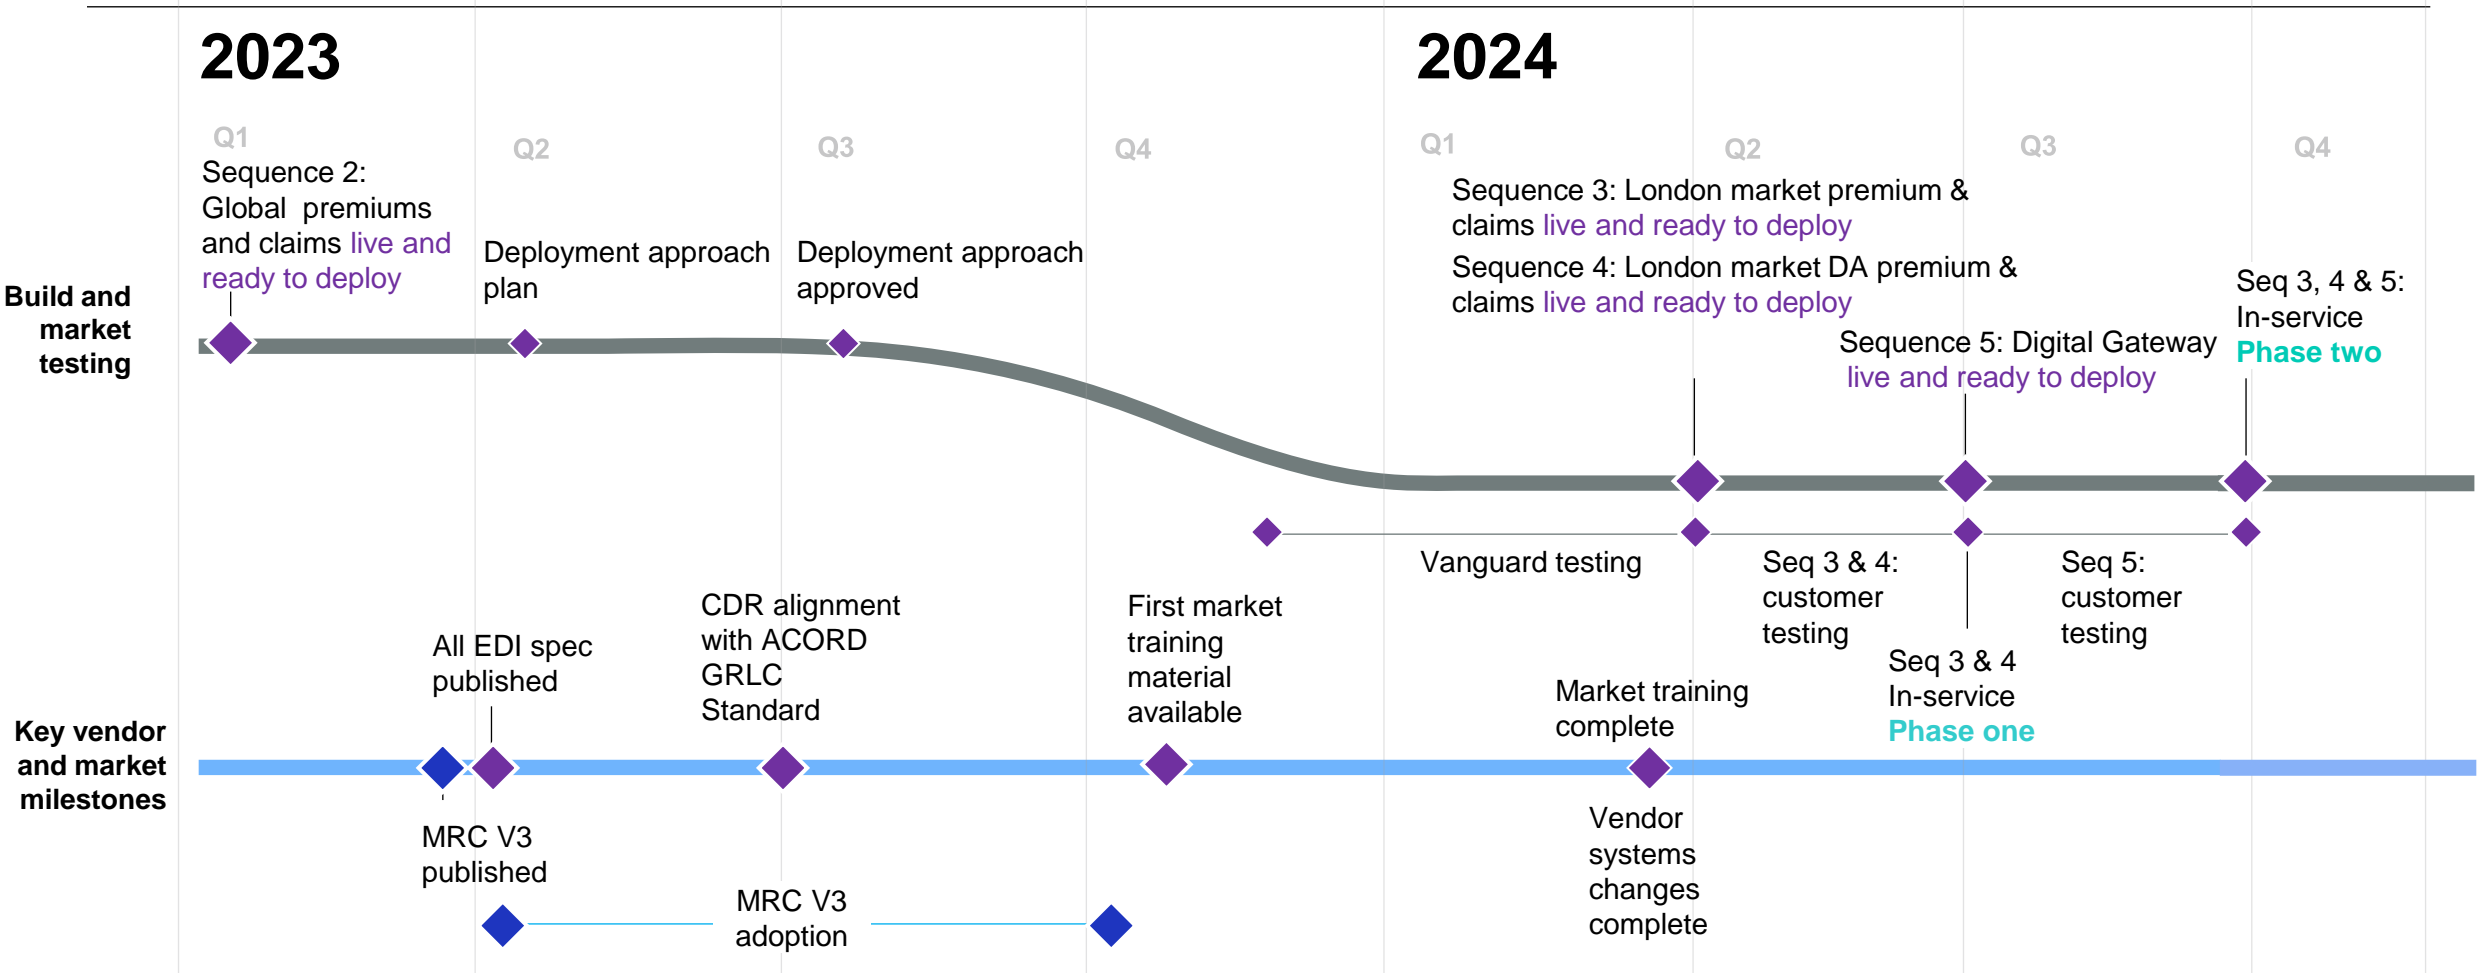 2023
2024
Q1
Q2
Q3
Q4
Q1
Q2
Q3
Q4
Sequence 2:
Global premiums
and claims live and
ready to deploy
Deployment approach
plan
Deployment approach
approved
Sequence 3: London market premium &
claims live and ready to deploy
Sequence 4: London market DA premium &
claims live and ready to deploy
Sequence 5: Digital Gateway
live and ready to deploy
Seq 3, 4 & 5:
In-service
Phase two
Build and
market
testing
Vanguard testing
Seq 3 & 4:
customer
testing
Seq 5:
customer
testing
Seq 3 & 4
In-service
Phase one
All EDI spec
published
CDR alignment
with ACORD
GRLC
Standard
First market
training
material
available
Market training
complete
Key vendor
and market
milestones
MRC V3
published
MRC V3
adoption
Vendor
systems
changes
complete